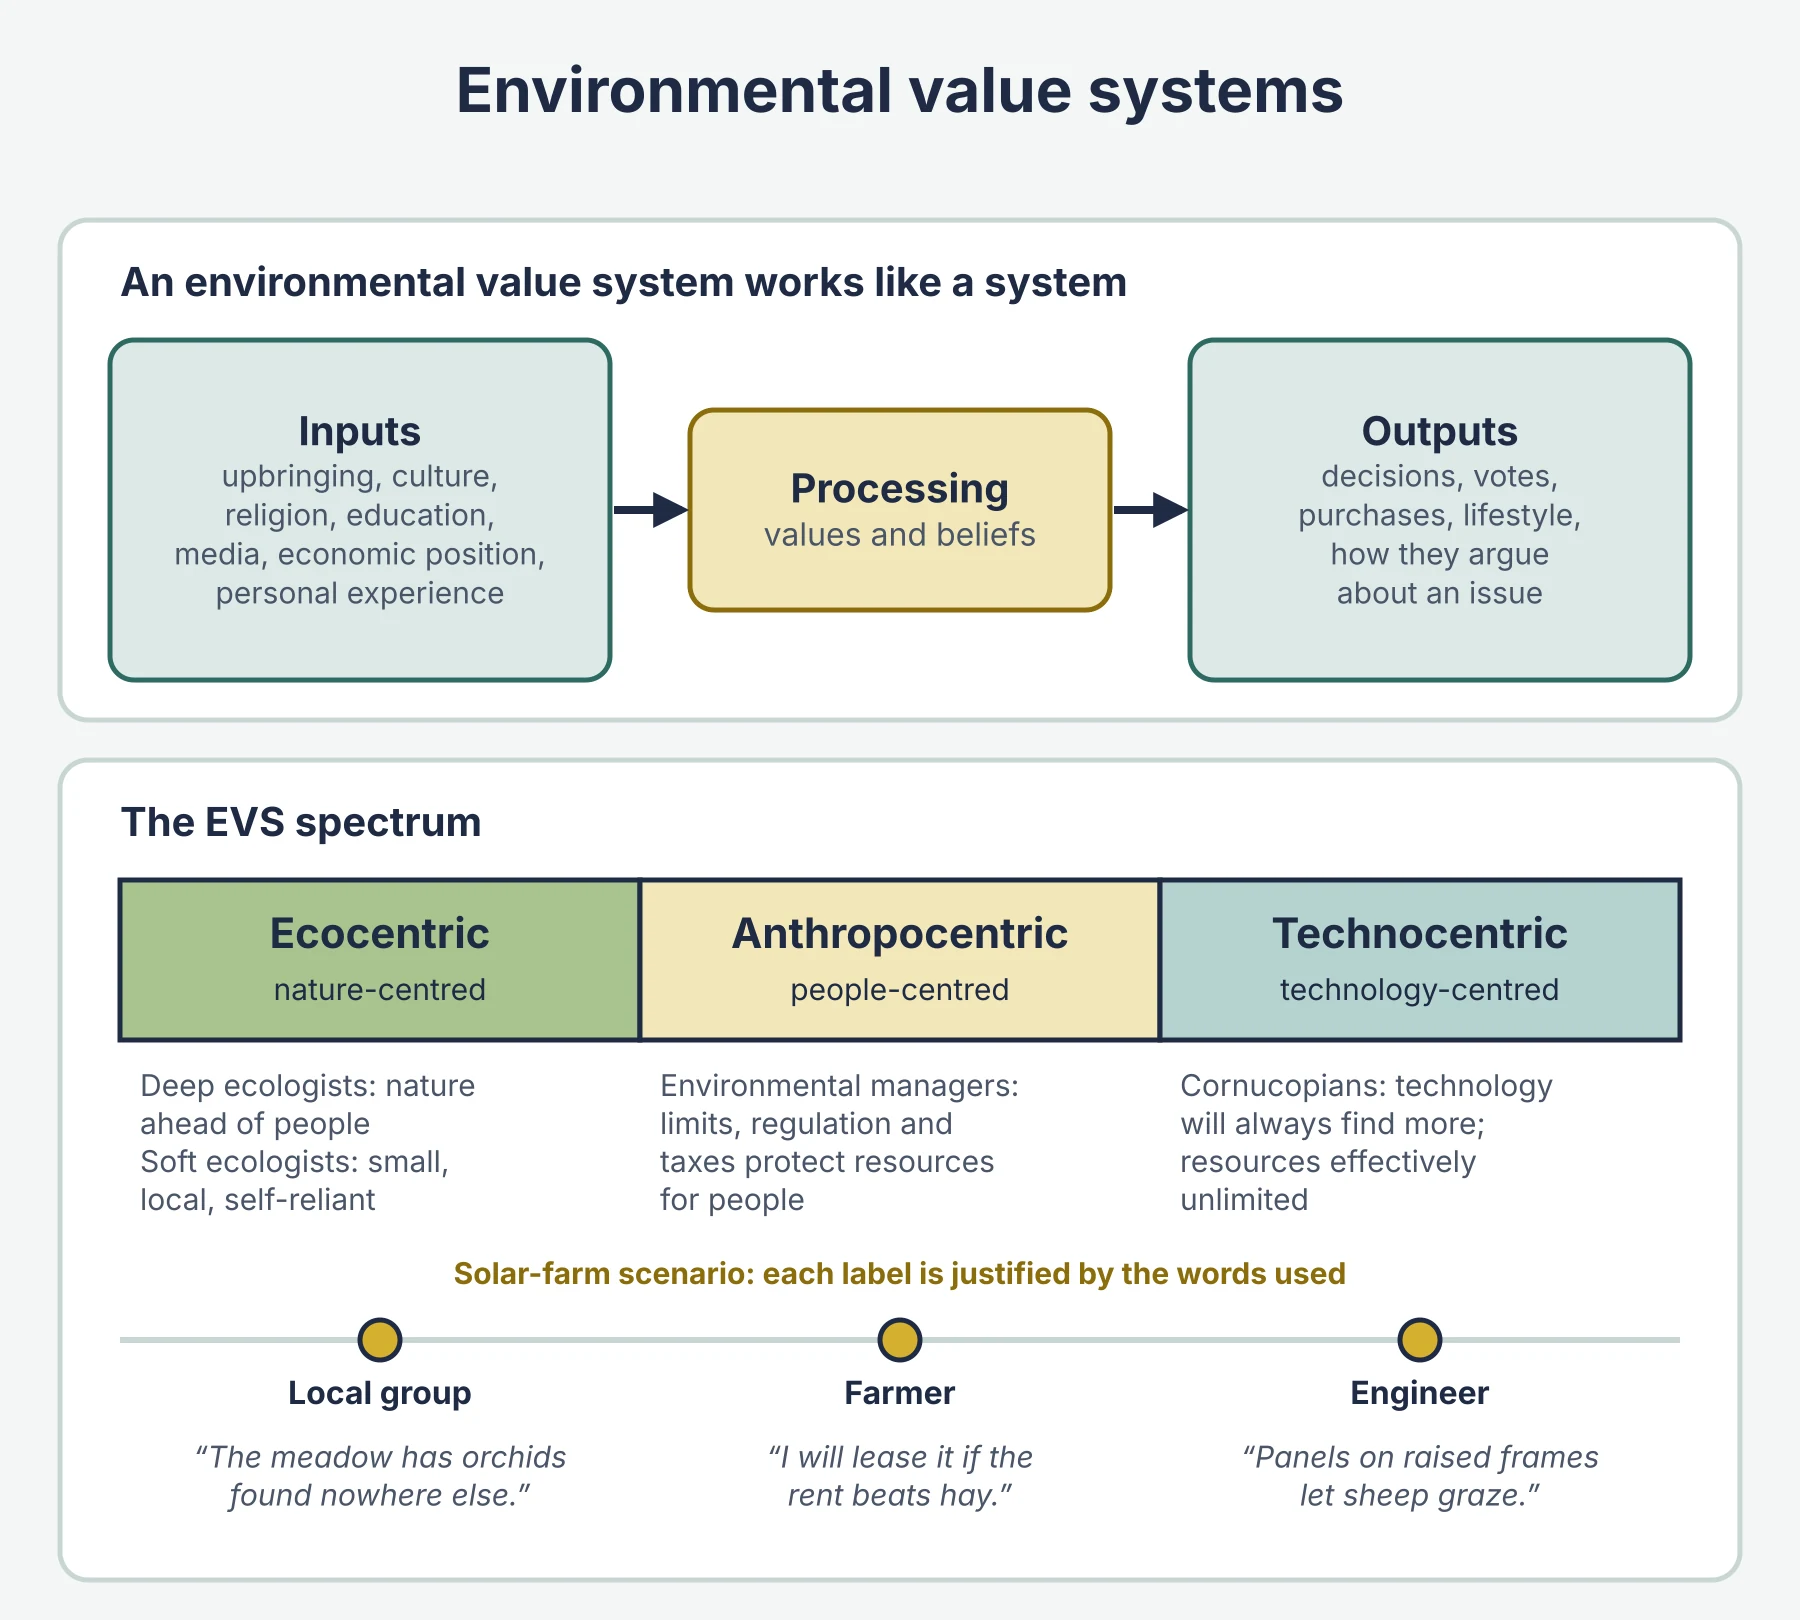 Environmental value systems
An environmental value system works like a system
Inputs
upbringing, culture,
religion, education,
media, economic position,
personal experience
Processing
values and beliefs
Outputs
decisions, votes,
purchases, lifestyle,
how they argue
about an issue
The EVS spectrum
Ecocentric
nature-centred
Anthropocentric
people-centred
Technocentric
technology-centred
Deep ecologists: nature
ahead of people
Soft ecologists: small,
local, self-reliant
Environmental managers:
limits, regulation and
taxes protect resources
for people
Cornucopians: technology
will always find more;
resources effectively
unlimited
Solar-farm scenario: each label is justified by the words used
Local group
“The meadow has orchids
found nowhere else.”
Farmer
“I will lease it if the
rent beats hay.”
Engineer
“Panels on raised frames
let sheep graze.”